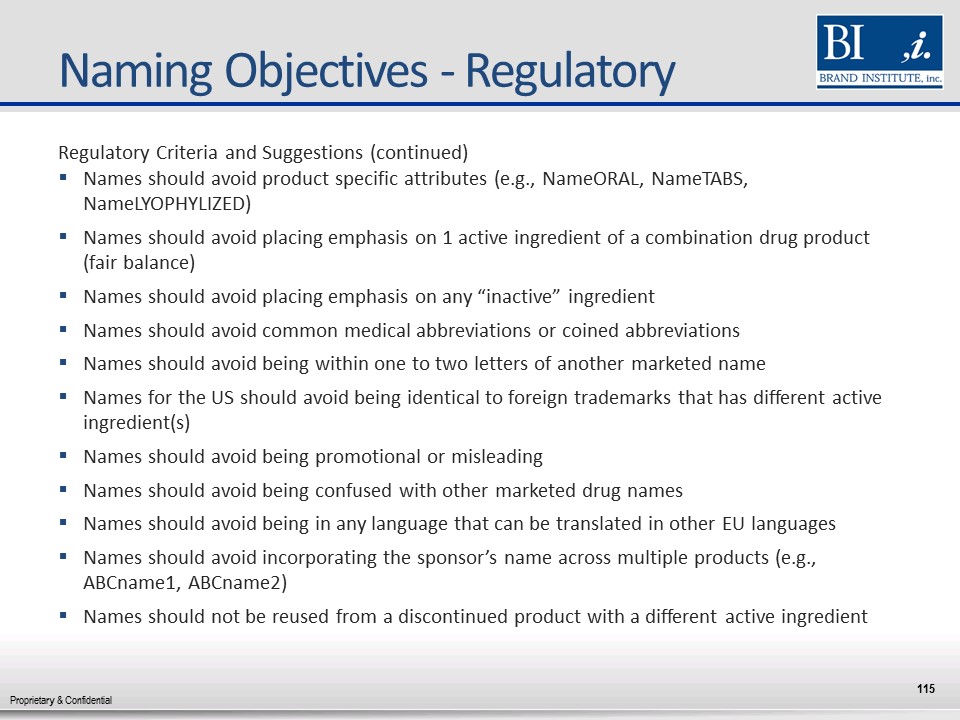 Naming Objectives - Regulatory
BI ,i.
BRAND INSTITUTE, inc.
Regulatory Criteria and Suggestions (continued)
▪ Names should avoid product specific attributes (e.g., NameORAL, NameTABS,
NameLYOPHYLIZED)
▪ Names should avoid placing emphasis on 1 active ingredient of a combination drug product
(fair balance)
▪ Names should avoid placing emphasis on any “inactive” ingredient
▪ Names should avoid common medical abbreviations or coined abbreviations
▪ Names should avoid being within one to two letters of another marketed name
▪ Names for the US should avoid being identical to foreign trademarks that has different active
ingredient(s)
▪ Names should avoid being promotional or misleading
▪ Names should avoid being confused with other marketed drug names
▪ Names should avoid being in any language that can be translated in other EU languages
▪ Names should avoid incorporating the sponsor’s name across multiple products (e.g.,
ABCname1, ABCname2)
▪ Names should not be reused from a discontinued product with a different active ingredient
115
Proprietary & Confidential